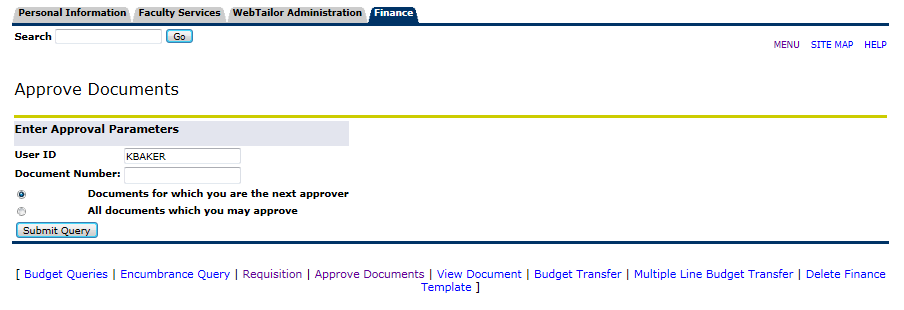 Personal Information Faculty Services WebTailor Administration Finance
Search Go
MENU SITE MAP HELP
Approve Documents
Enter Approval Parameters
User ID KBAKER
Document Number:
Documents for which you are the next approver
All documents which you may approve
Submit Query
[ Budget Queries | Encumbrance Query | Requisition | Approve Documents | View Document | Budget Transfer | Multiple Line Budget Transfer | Delete Finance
Template ]